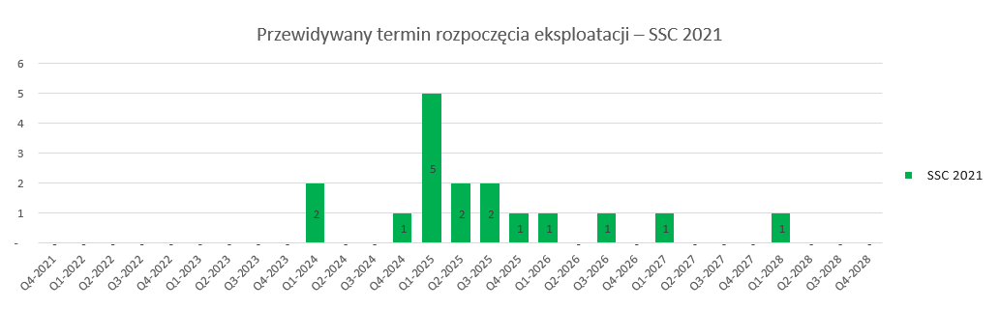 Przewidywany termin rozpoczęcia eksploatacji – SSC 2021
6
5
4
3
2
1
-
- - - - - - - - - 2 - - 1 5 2 2 1 1 - 1 - 1 - - - 1 - - -
Q4-2021 Q1-2022 Q2-2022 Q3-2022 Q4-2022 Q1-2023 Q2-2023 Q3-2023 Q4-2023 Q1-2024 Q2-2024 Q3-2024 Q4-2024 Q1-2025 Q2-2025 Q3-2025 Q4-2025 Q1-2026 Q2-2026 Q3-2026 Q4-2026 Q1-2027 Q2-2027 Q3-2027 Q4-2027 Q1-2028 Q2-2028 Q3-2028 Q4-2028
SSC 2021